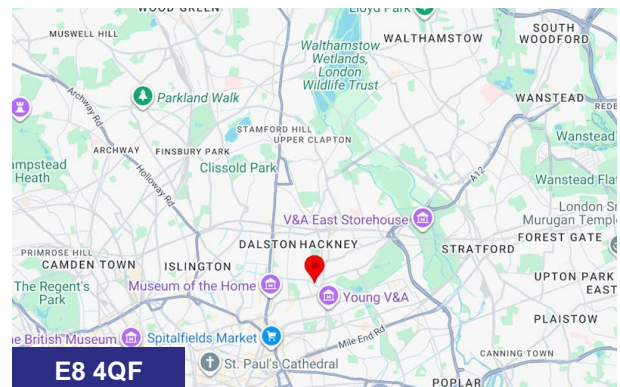 WOOD GREEN
Lloyd Park
MUSWELL HILL
WALTHAMSTOW
SOUTH
WOODFORD
Walthamstow
Wetlands,
London
Wildlife Trust
Archway Rd
Parkland Walk
WANSTEAD
REDB
STAMFORD HILL
UPPER CLAPTON
ARCHWAY
FINSBURY PARK
Clissold Park
A12
Wanstead
ampstead
Heath
Holloway Rd
Wanstead Flat
London Sr
Murugan Temple
V&A East Storehouse
FOREST GATE
DALSTON
HACKNEY
STRATFORD
PRIMROSE HILL
CAMDEN TOWN
ISLINGTON
UPTON PARK
EAST
The Regent's
Park
Museum of the Home
Young V&A
PLAISTOW
he British Museum
Spitalfields Market
Mile End Rd
CANNING TOWN
St. Paul's Cathedral
POPLAR
E8 4QF